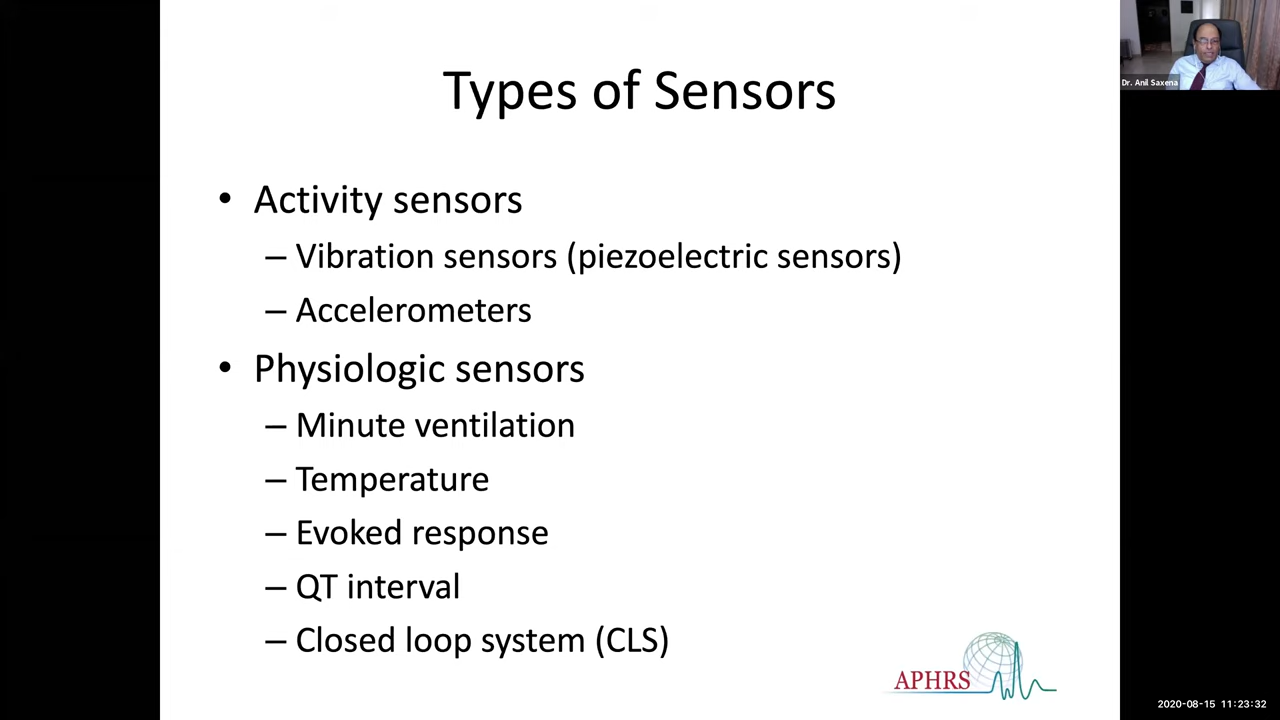 Types of Sensors
Dr. Anil Saxena
• Activity sensors
– Vibration sensors (piezoelectric sensors)
– Accelerometers
• Physiologic sensors
– Minute ventilation
– Temperature
– Evoked response
– QT interval
– Closed loop system (CLS)
APHRS
2020-08-15 11:23:32